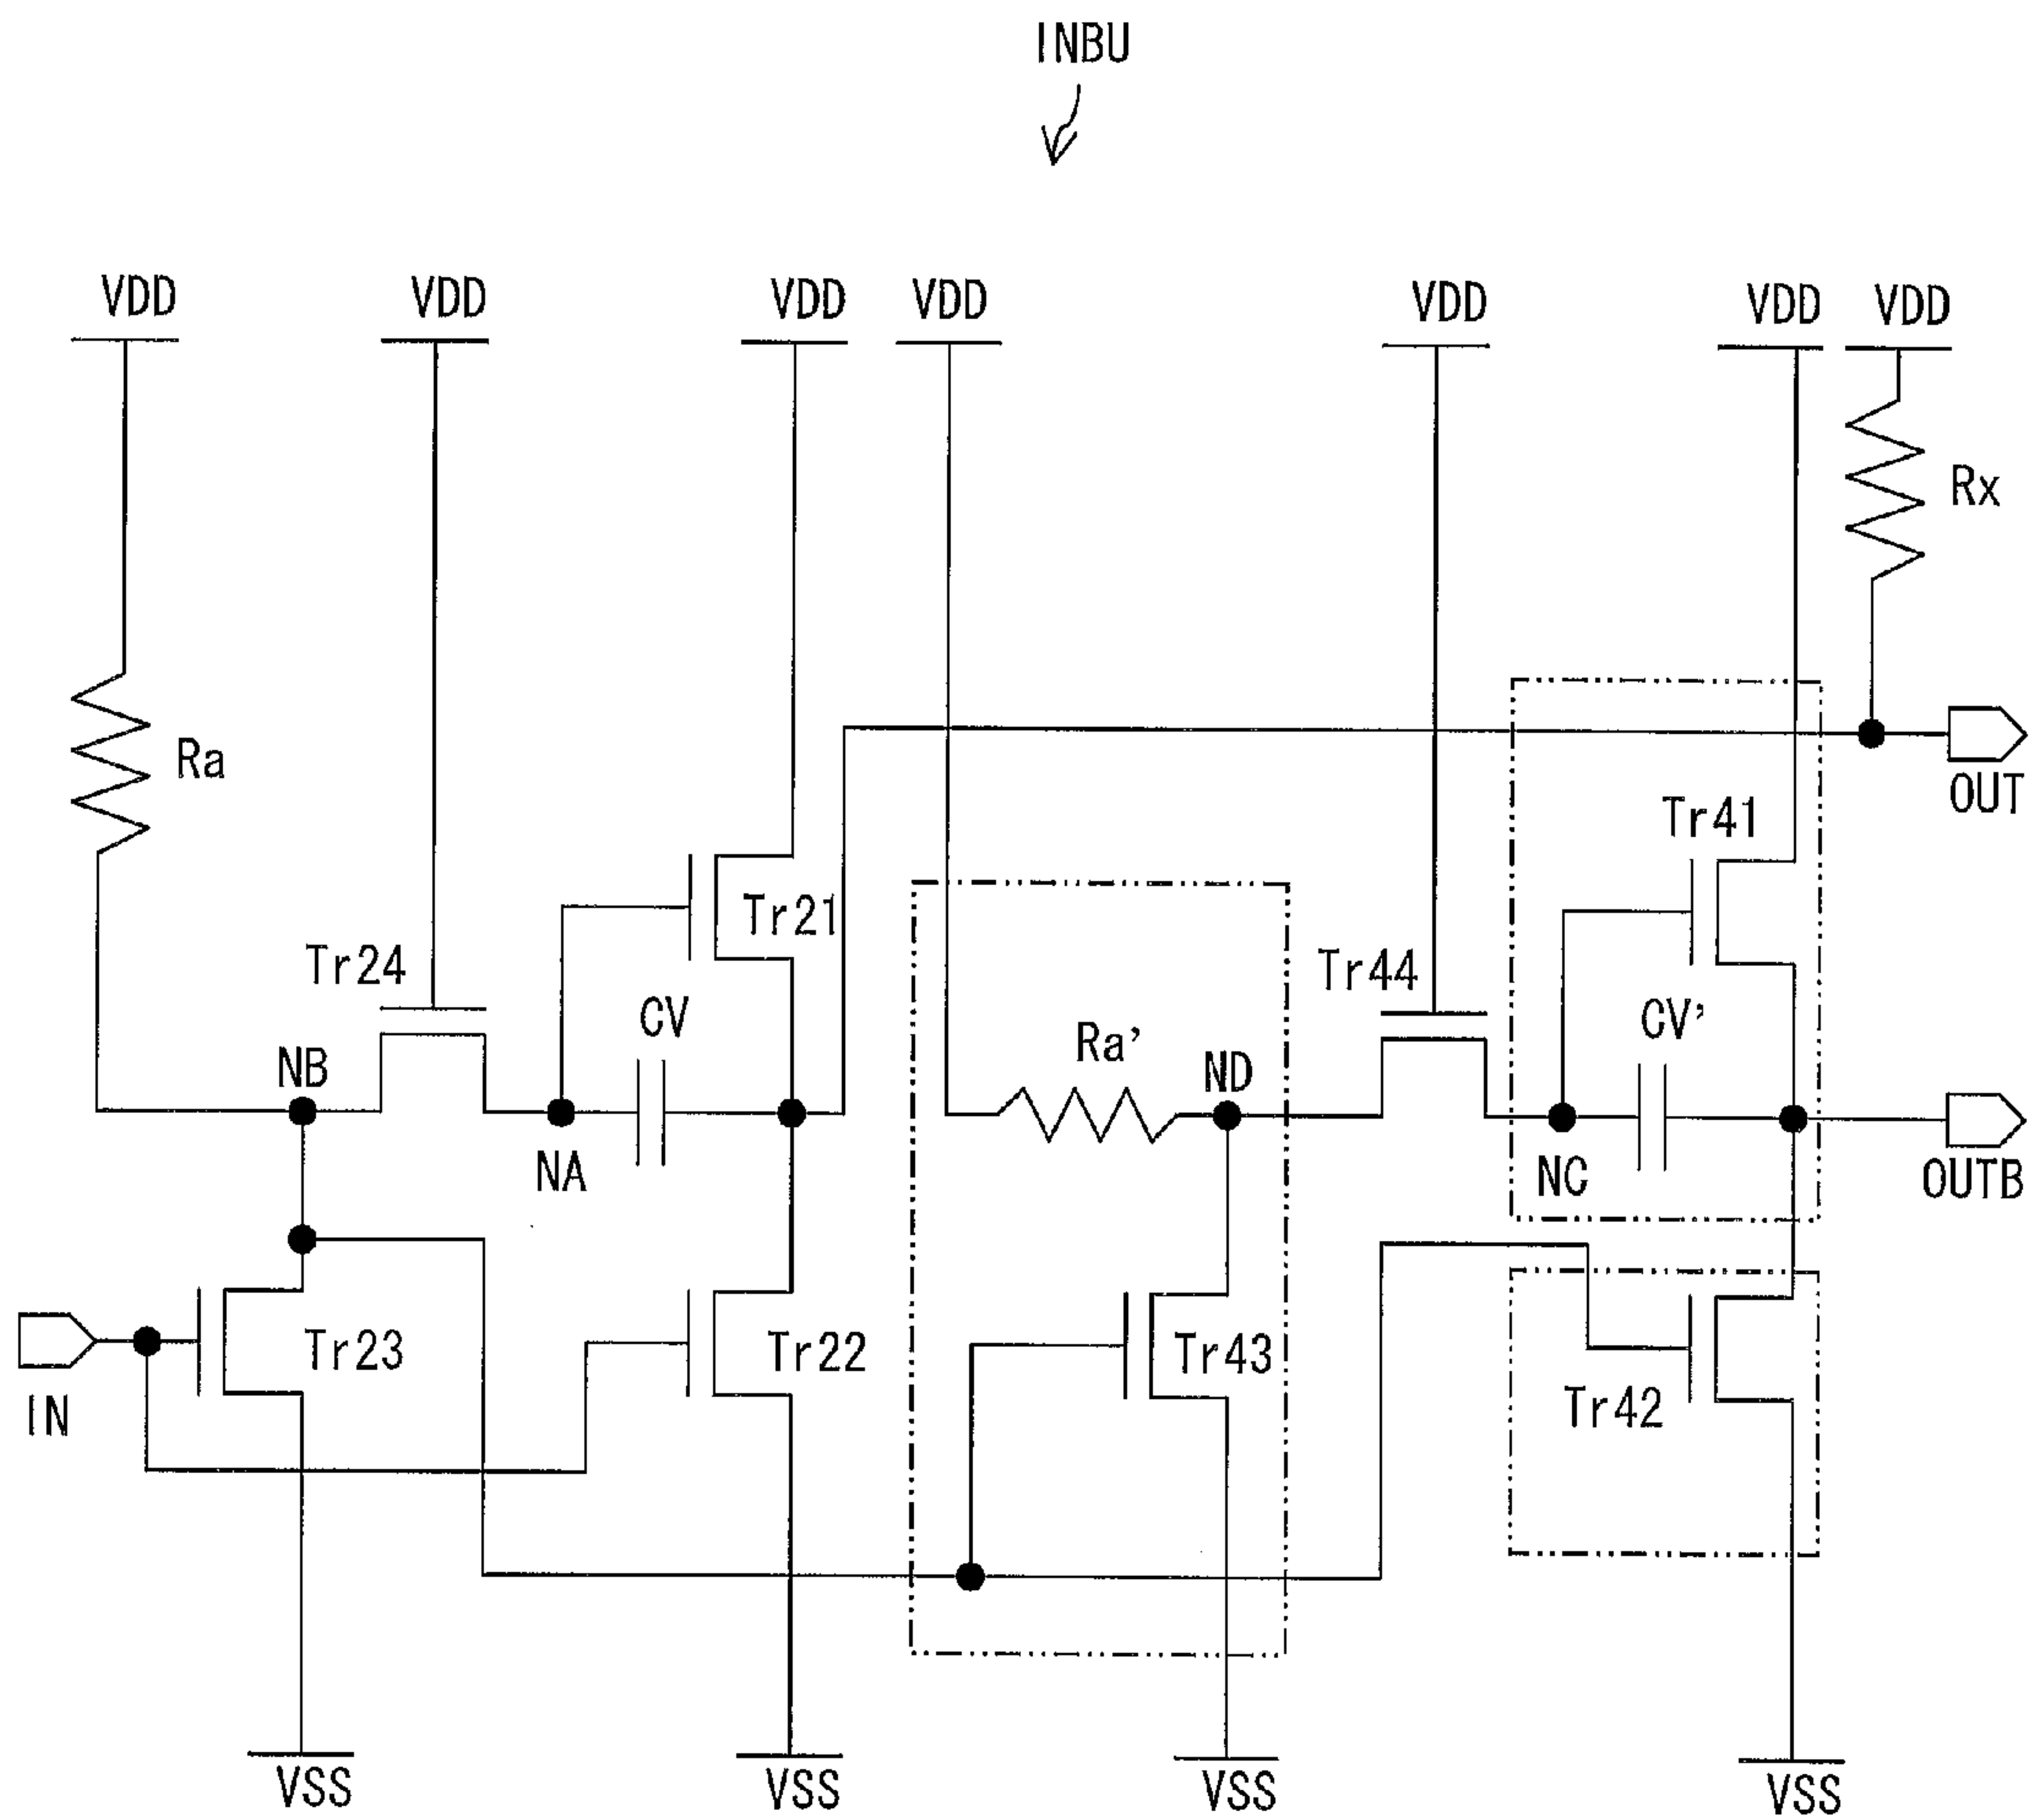 INBU
VDD
VDD
VDD
VDD
VDD
VDD
VDD
Rx
Ra
OUT
Tr41
Tr21
Tr24
Tr44
CV
CV'
Ra'
NB
ND
NA
NC
OUTB
Tr23
Tr22
Tr43
IN
Tr42
VSS
VSS
VSS
VSS